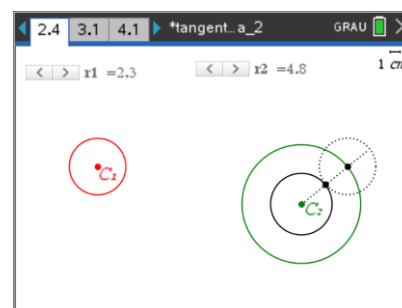 2.4 3.1 4.1 *tangent…a_2 GRAU
r1 =2.3 r2 =4.8 1 cm
C₁
C₂